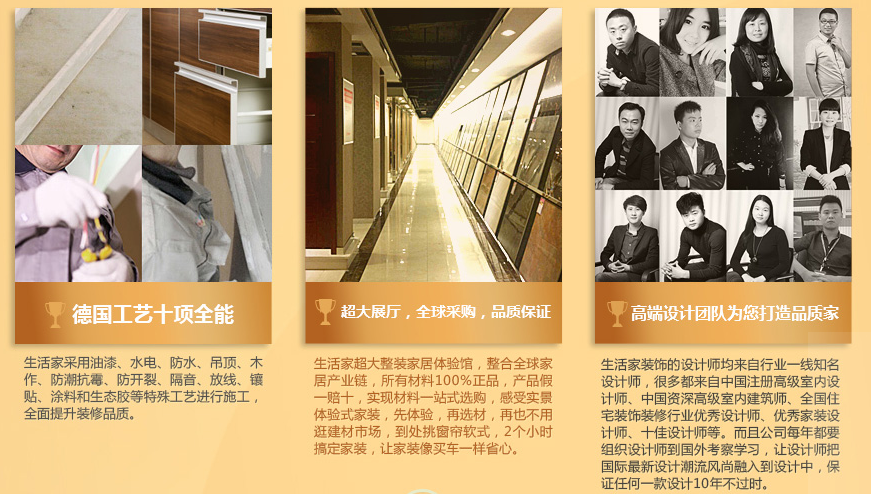 德国工艺十项全能
生活家采用油漆、水电、防水、吊顶、木
作、防潮抗霉、防开裂、隔音、放线、镶
贴、涂料和生态胶等特殊工艺进行施工，
全面提升装修品质。
超大展厅，全球采购，品质保证
生活家超大整装家居体验馆，整合全球家
居产业链，所有材料100%正品，产品假
一赔十，实现材料一站式选购，感受实景
体验式家装，先体验，再选材，再也不用
逛建材市场，到处挑窗帘软式，2个小时
搞定家装，让家装像买车一样省心。
高端设计团队为您打造品质家
生活家装饰的设计师均来自行业一线知名
设计师，很多都来自中国注册高级室内设
计师、中国资深高级室内建筑师、全国住
宅装饰装修行业优秀设计师、优秀家装设
计师、十佳设计师等。而且公司每年都要
组织设计师到国外考察学习，让设计师把
国际最新设计潮流风尚融入到设计中，保
证任何一款设计10年不过时。